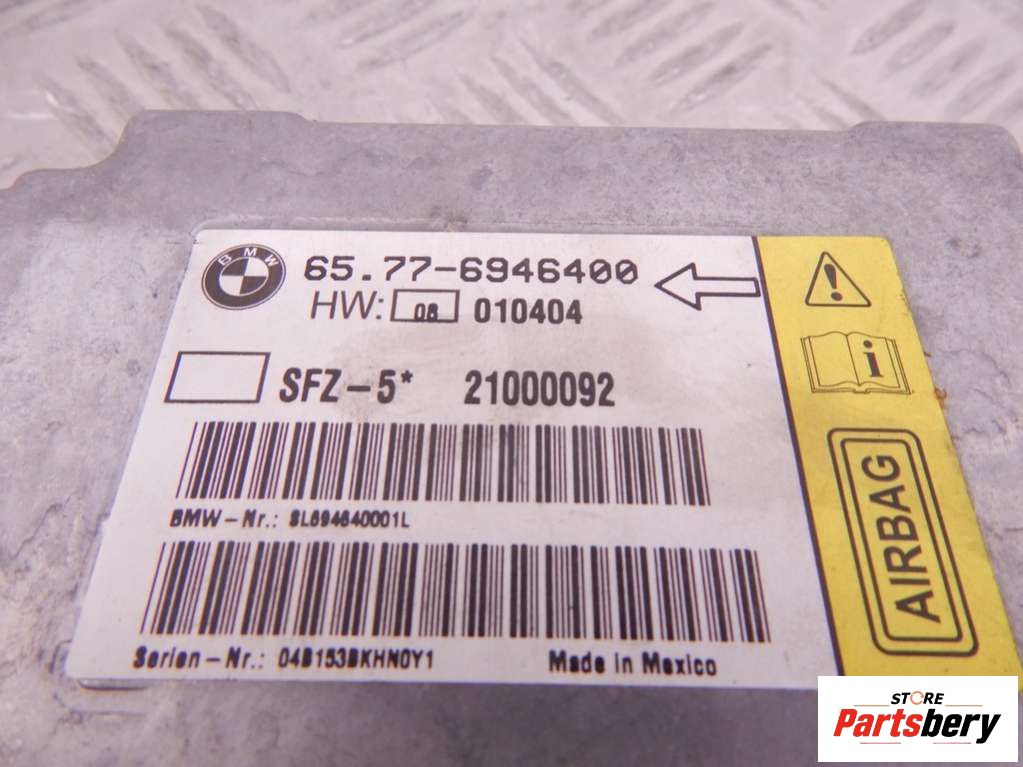 BMW
65.77-6946400
HW: 06 010404
SFZ-5* 21000092
BMW-Nr.: SL694640001L
Serien-Nr.: 04B153BKHN0Y1
Made in Mexico
i
AIRBAG
STORE
Partsbery